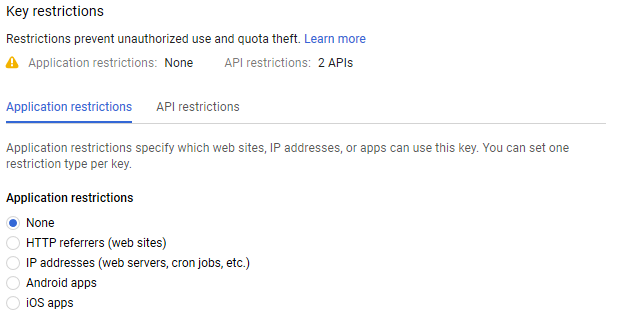 Key restrictions
Restrictions prevent unauthorized use and quota theft. Learn more
Application restrictions: None API restrictions: 2 APIs
Application restrictions API restrictions
Application restrictions specify which web sites, IP addresses, or apps can use this key. You can set one
restriction type per key.
Application restrictions
None
HTTP referrers (web sites)
IP addresses (web servers, cron jobs, etc.)
Android apps
iOS apps